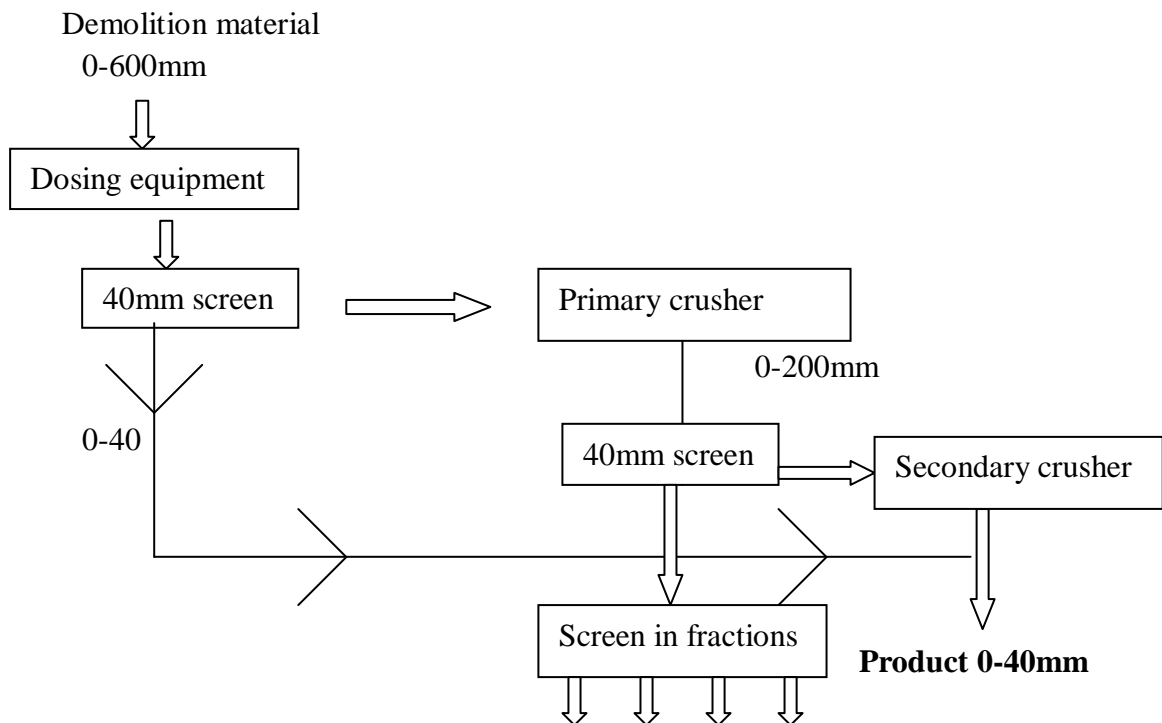 Demolition material
0-600mm
Dosing equipment
40mm screen
Primary crusher
0-200mm
0-40
40mm screen
Secondary crusher
Screen in fractions
Product 0-40mm